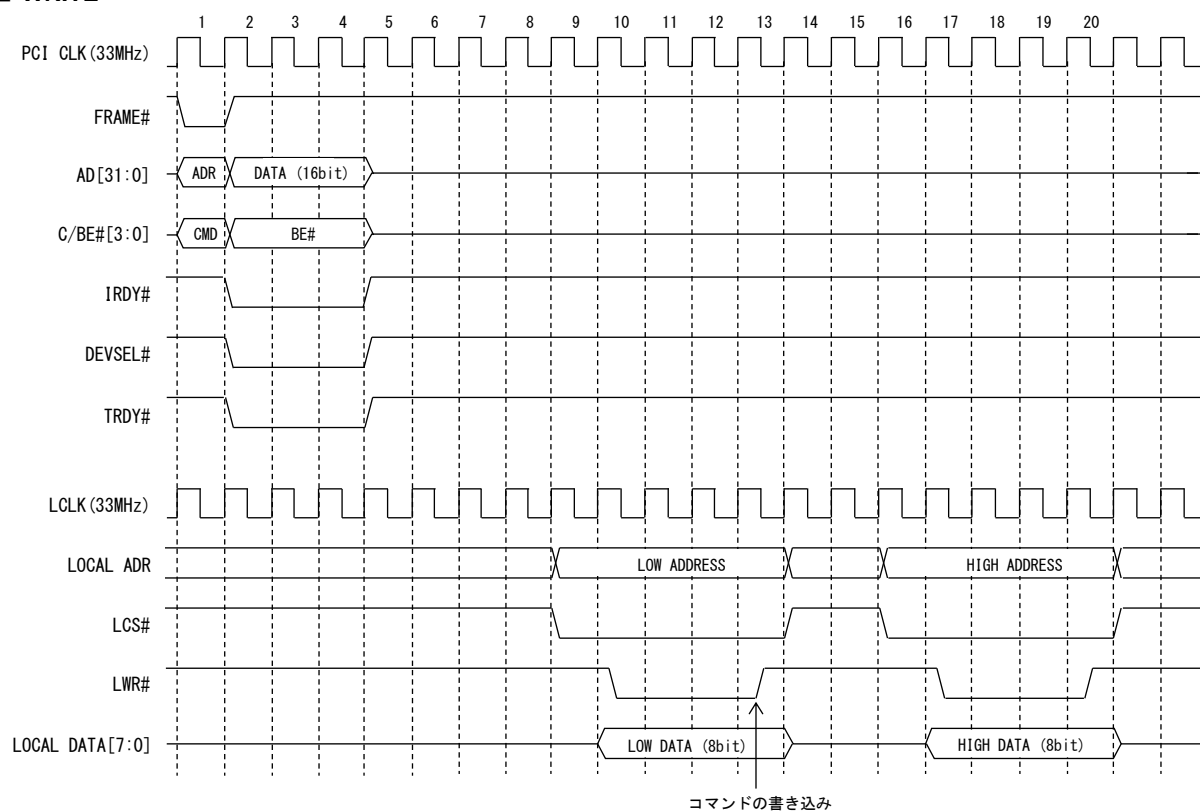 1 2 3 4 5 6 7 8 9 10 11 12 13 14 15 16 17 18 19 20
PCI CLK(33MHz)
FRAME#
AD[31:0] ADR DATA (16bit)
C/BE#[3:0] CMD BE#
IRDY#
DEVSEL#
TRDY#
LCLK(33MHz)
LOCAL ADR LOW ADDRESS HIGH ADDRESS
LCS#
LWR#
LOCAL DATA[7:0] LOW DATA (8bit) HIGH DATA (8bit)
コマンドの書き込み